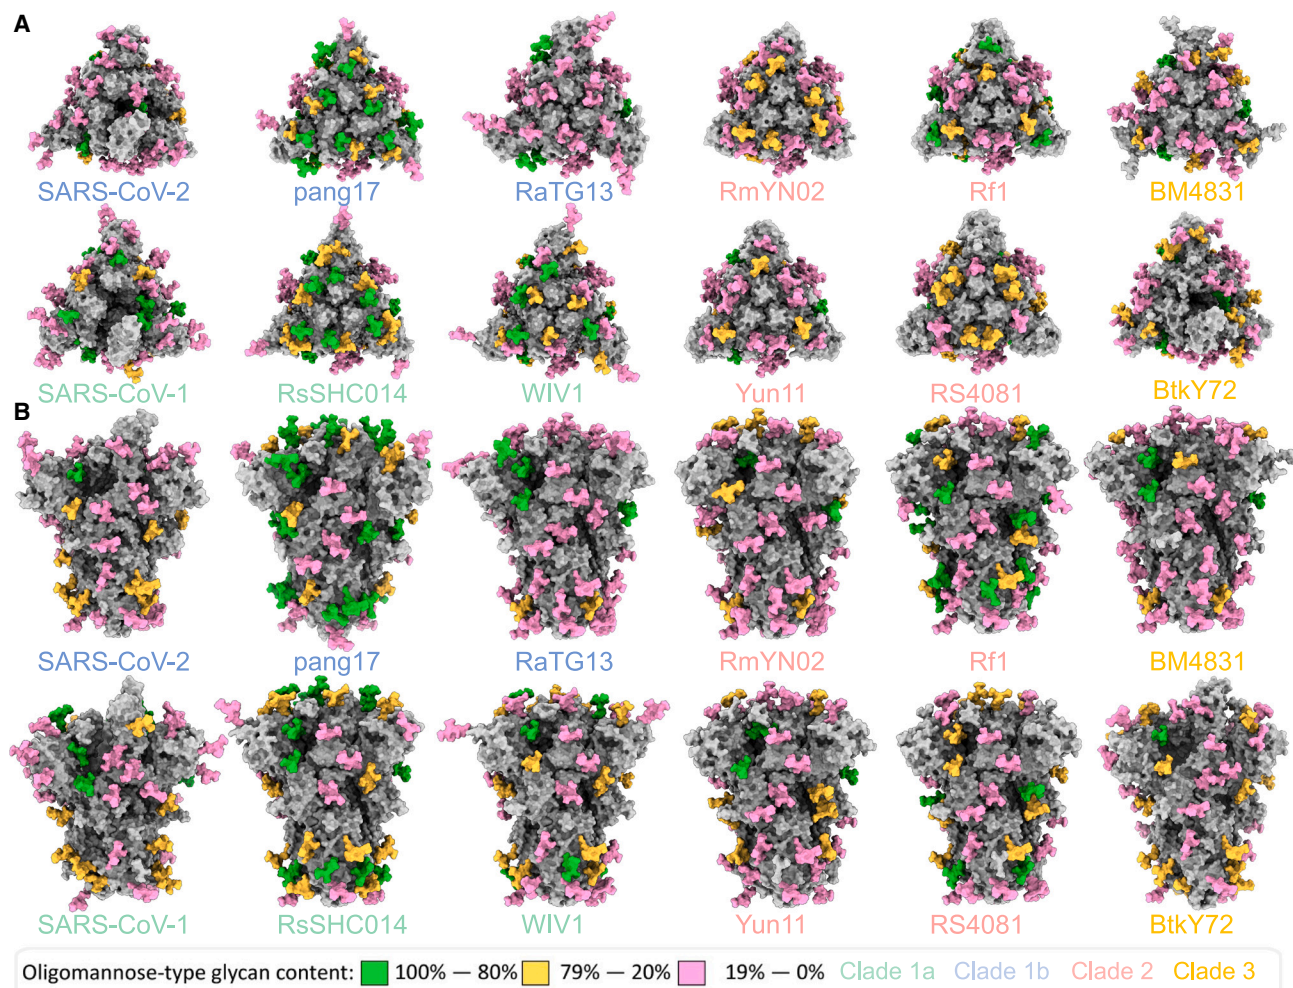 A
SARS-CoV-2 pang17 RaTG13 RmYN02 Rf1 BM4831
SARS-CoV-1 RsSHC014 WIV1 Yun11 RS4081 BtkY72
B
SARS-CoV-2 pang17 RaTG13 RmYN02 Rf1 BM4831
SARS-CoV-1 RsSHC014 WIV1 Yun11 RS4081 BtkY72
Oligomannose-type glycan content: 100% — 80% 79% — 20% 19% — 0% Clade 1a Clade 1b Clade 2 Clade 3